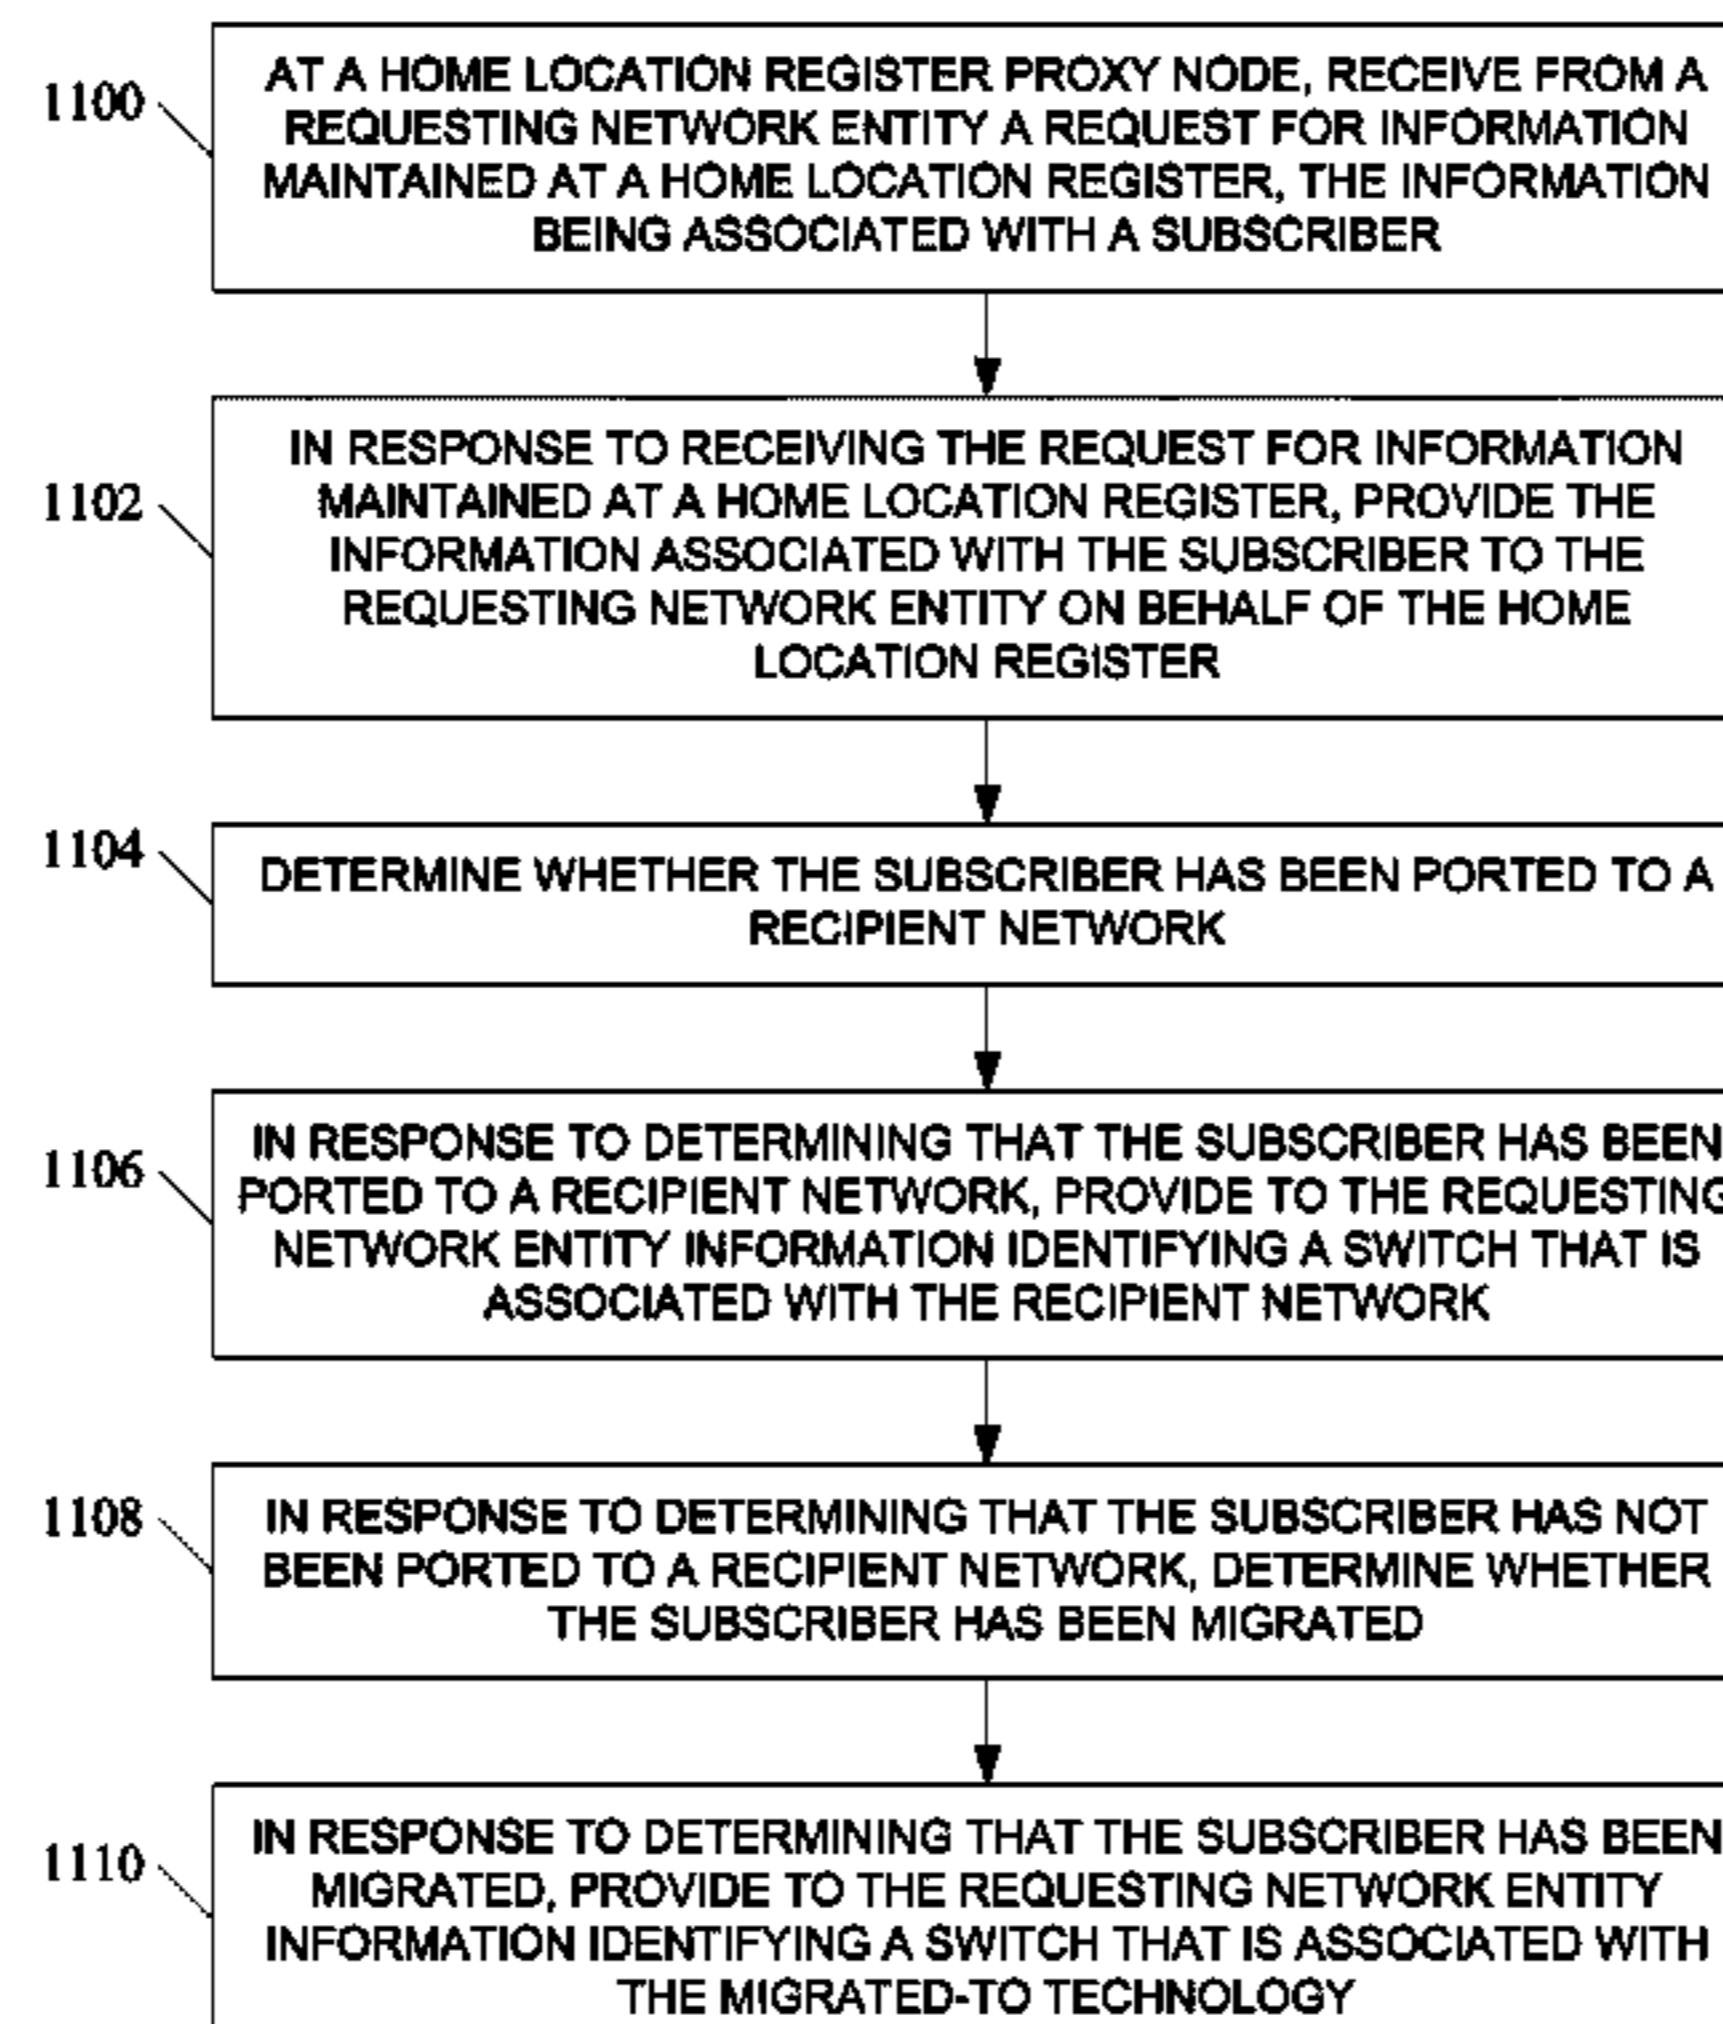 1100
AT A HOME LOCATION REGISTER PROXY NODE, RECEIVE FROM A
REQUESTING NETWORK ENTITY A REQUEST FOR INFORMATION
MAINTAINED AT A HOME LOCATION REGISTER, THE INFORMATION
BEING ASSOCIATED WITH A SUBSCRIBER
1102
IN RESPONSE TO RECEIVING THE REQUEST FOR INFORMATION
MAINTAINED AT A HOME LOCATION REGISTER, PROVIDE THE
INFORMATION ASSOCIATED WITH THE SUBSCRIBER TO THE
REQUESTING NETWORK ENTITY ON BEHALF OF THE HOME
LOCATION REGISTER
1104
DETERMINE WHETHER THE SUBSCRIBER HAS BEEN PORTED TO A
RECIPIENT NETWORK
1106
IN RESPONSE TO DETERMINING THAT THE SUBSCRIBER HAS BEEN
PORTED TO A RECIPIENT NETWORK, PROVIDE TO THE REQUESTING
NETWORK ENTITY INFORMATION IDENTIFYING A SWITCH THAT IS
ASSOCIATED WITH THE RECIPIENT NETWORK
1108
IN RESPONSE TO DETERMINING THAT THE SUBSCRIBER HAS NOT
BEEN PORTED TO A RECIPIENT NETWORK, DETERMINE WHETHER
THE SUBSCRIBER HAS BEEN MIGRATED
1110
IN RESPONSE TO DETERMINING THAT THE SUBSCRIBER HAS BEEN
MIGRATED, PROVIDE TO THE REQUESTING NETWORK ENTITY
INFORMATION IDENTIFYING A SWITCH THAT IS ASSOCIATED WITH
THE MIGRATED-TO TECHNOLOGY